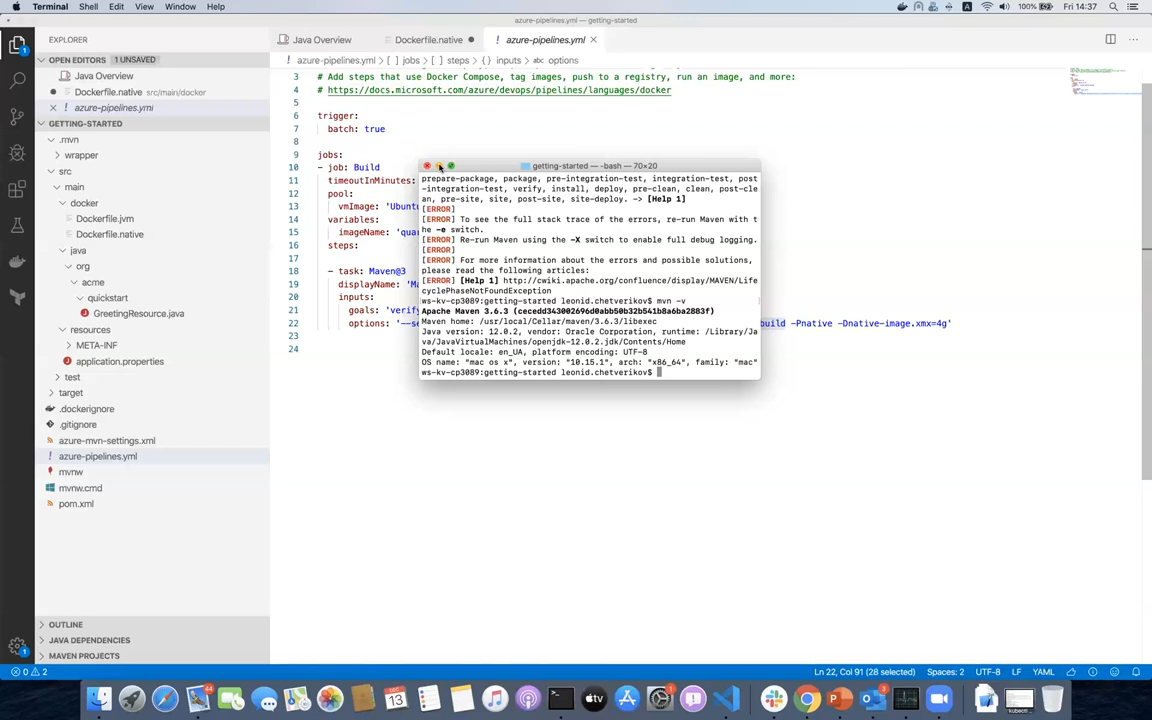 Terminal Shell Edit View Window Help
100% Fri 14:37
azure-pipelines.yml — getting-started
EXPLORER
OPEN EDITORS 1 UNSAVED
Java Overview
Dockerfile.native src/main/docker
! azure-pipelines.yml
GETTING-STARTED
.mvn
wrapper
src
main
docker
Dockerfile.jvm
Dockerfile.native
java
org
acme
quickstart
GreetingResource.java
resources
META-INF
application.properties
test
target
.dockerignore
.gitignore
azure-mvn-settings.xml
! azure-pipelines.yml
mvnw
mvnw.cmd
pom.xml
OUTLINE
JAVA DEPENDENCIES
MAVEN PROJECTS
Java Overview
Dockerfile.native
! azure-pipelines.yml
! azure-pipelines.yml > [ ] jobs > [ ] steps > { } inputs > abc options
3 # Add steps that use Docker Compose, tag images, push to a registry, run an image, and more:
4 # https://docs.microsoft.com/azure/devops/pipelines/languages/docker
5
6 trigger:
7 batch: true
8
9 jobs:
10 - job: Build
11 timeoutInMinutes:
12 pool:
13 vmImage: 'Ubunt
14 variables:
15 imageName: 'qua
16 steps:
17
18 - task: Maven@3
19 displayName: 'Ma
20 inputs:
21 goals: 'verify
22 options: '--se
build -Pnative -Dnative-image.xmx=4g'
23
24
getting-started — -bash — 70×20
prepare-package, package, pre-integration-test, integration-test, post
-integration-test, verify, install, deploy, pre-clean, clean, post-cle
an, pre-site, site, post-site, site-deploy. -> [Help 1]
[ERROR]
[ERROR] To see the full stack trace of the errors, re-run Maven with t
he -e switch.
[ERROR] Re-run Maven using the -X switch to enable full debug logging.
[ERROR]
[ERROR] For more information about the errors and possible solutions,
please read the following articles:
[ERROR] [Help 1] http://cwiki.apache.org/confluence/display/MAVEN/Life
cyclePhaseNotFoundException
ws-kv-cp3089:getting-started leonid.chetverikov$ mvn -v
Apache Maven 3.6.3 (cecedd343002696d0abb50b32b541b8a6ba2883f)
Maven home: /usr/local/Cellar/maven/3.6.3/libexec
Java version: 12.0.2, vendor: Oracle Corporation, runtime: /Library/Ja
va/JavaVirtualMachines/openjdk-12.0.2.jdk/Contents/Home
Default locale: en_UA, platform encoding: UTF-8
OS name: "mac os x", version: "10.15.1", arch: "x86_64", family: "mac"
ws-kv-cp3089:getting-started leonid.chetverikov$
0 2
Ln 22, Col 91 (28 selected) Spaces: 2 UTF-8 LF YAML
DEC
13